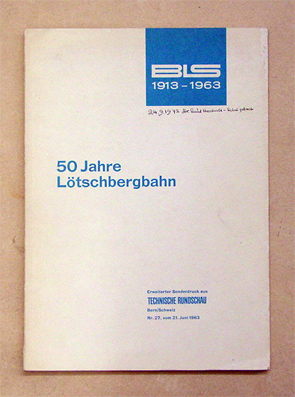 BLS
1913-1963
50 Jahre
Lötschbergbahn
Erweiterter Sonderdruck aus
TECHNISCHE RUNDSCHAU
Bern/Schweiz
Nr. 27, vom 21. Juni 1963